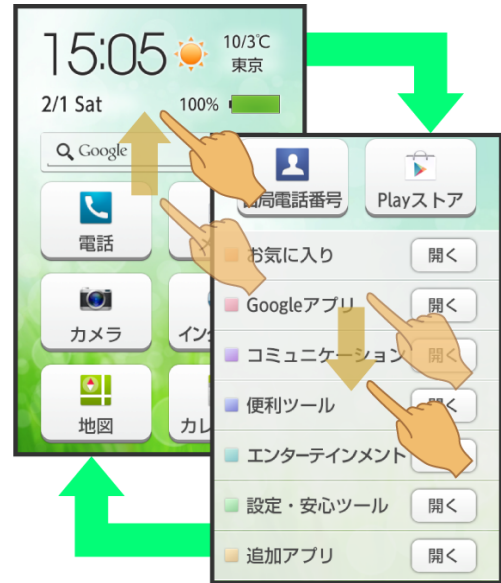 15:05
10/3℃
東京
2/1 Sat
100%
Google
電話
カメラ
イン
地図
カレ
局電話番号
Playストア
お気に入り
開く
Googleアプリ
開く
コミュニケーション
開く
便利ツール
開く
エンターテインメント
設定・安心ツール
開く
追加アプリ
開く